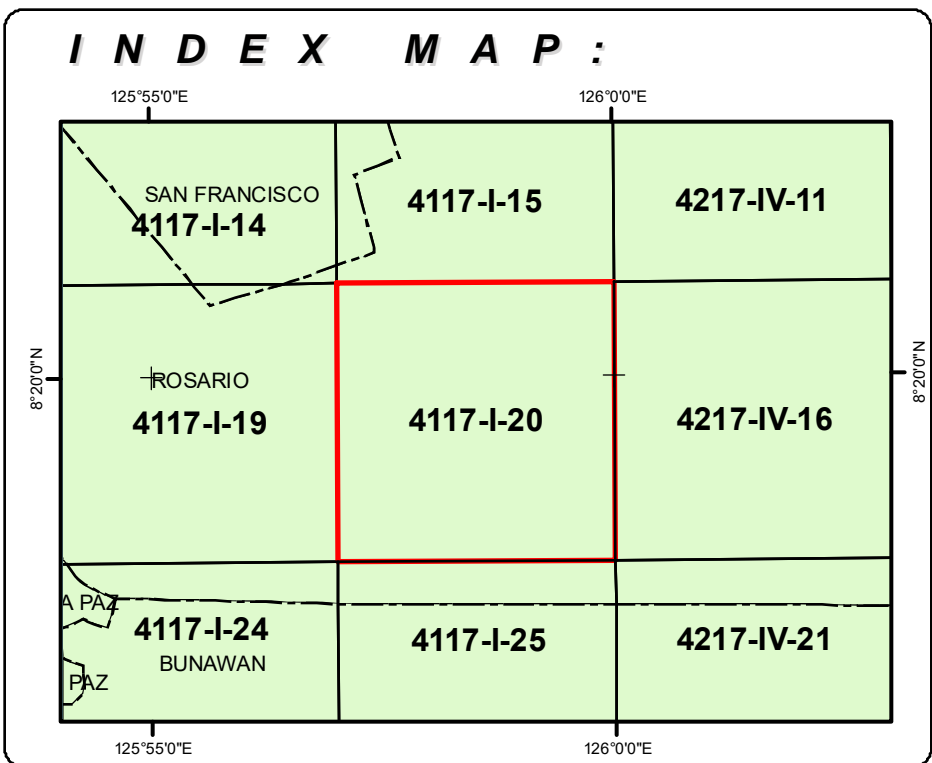 INDEX MAP:
125°55'0"E 126°0'0"E
SAN FRANCISCO
4117-I-14 4117-I-15 4217-IV-11
8°20'0"N 8°20'0"N
ROSARIO
4117-I-19 4117-I-20 4217-IV-16
A PAZ
4117-I-24 4117-I-25 4217-IV-21
BUNAWAN
PAZ
125°55'0"E 126°0'0"E